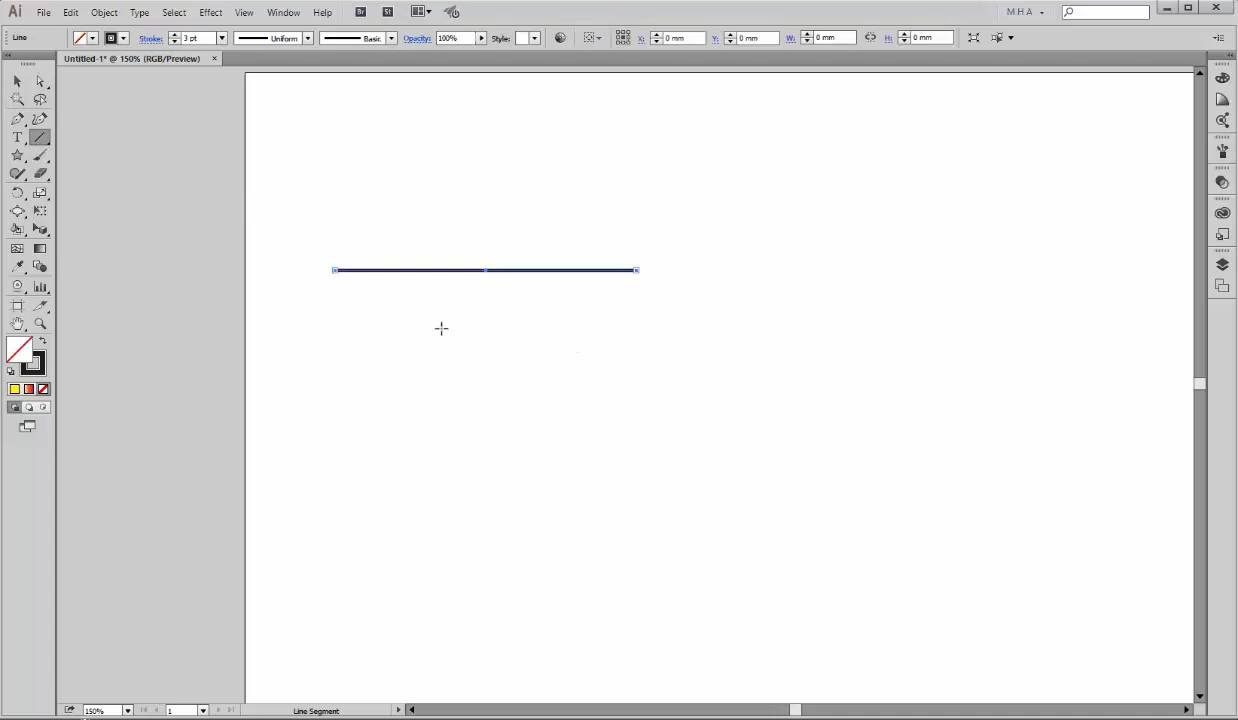 Ai File Edit Object Type Select Effect View Window Help Br St MHA
Line Stroke: 3 pt Uniform Basic Opacity: 100% Style: X: 0 mm Y: 0 mm W: 0 mm H: 0 mm
Untitled-1* @ 150% (RGB/Preview) ×
T
150% 1 Line Segment